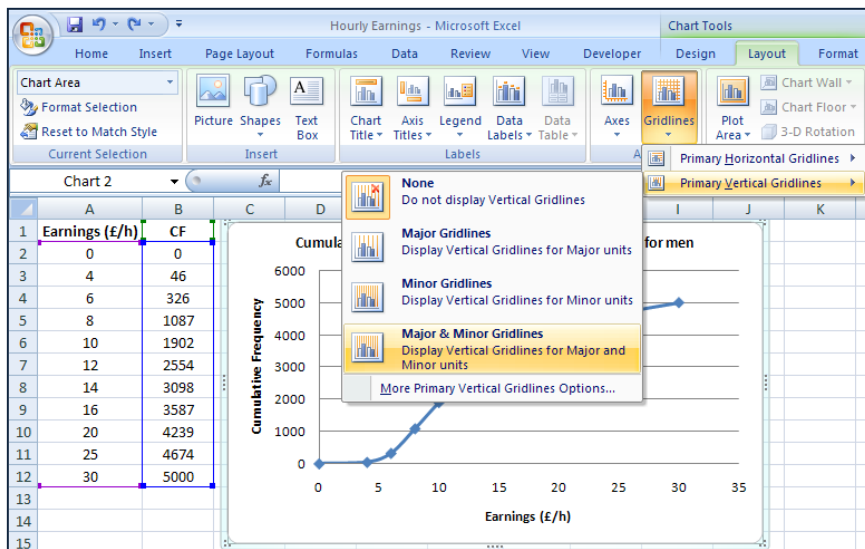 Hourly Earnings - Microsoft Excel
Chart Tools
Home Insert Page Layout Formulas Data Review View Developer Design Layout Format
Chart Area
Format Selection
Reset to Match Style
Current Selection
Picture Shapes Text Box
Insert
Chart Title Axis Titles Legend Data Labels Data Table
Labels
Axes Gridlines
A
Plot Area
Chart Wall
Chart Floor
3-D Rotation
Primary Horizontal Gridlines
Primary Vertical Gridlines
Chart 2 fx
None
Do not display Vertical Gridlines
Major Gridlines
Display Vertical Gridlines for Major units
Minor Gridlines
Display Vertical Gridlines for Minor units
Major & Minor Gridlines
Display Vertical Gridlines for Major and
Minor units
More Primary Vertical Gridlines Options...
A B C D I J K
1 Earnings (£/h) CF
2 0 0
3 4 46
4 6 326
5 8 1087
6 10 1902
7 12 2554
8 14 3098
9 16 3587
10 20 4239
11 25 4674
12 30 5000
13
14
15
Cumula for men
Cumulative Frequency
6000
5000
4000
3000
2000
1000
0
0 5 10 15 20 25 30 35
Earnings (£/h)